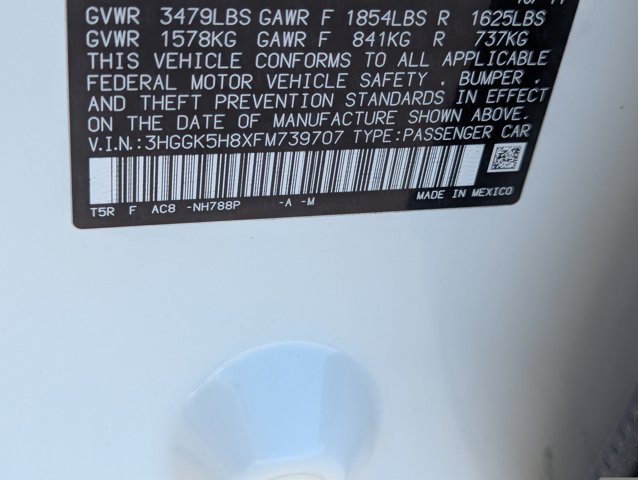 GVWR 3479LBS GAWR F 1854LBS R 1625LBS
GVWR 1578KG GAWR F 841KG R 737KG
THIS VEHICLE CONFORMS TO ALL APPLICABLE
FEDERAL MOTOR VEHICLE SAFETY , BUMPER ,
AND THEFT PREVENTION STANDARDS IN EFFECT
ON THE DATE OF MANUFACTURE SHOWN ABOVE.
V.I.N.:3HGGK5H8XFM739707 TYPE:PASSENGER CAR
T5R F AC8 -NH788P -A -M MADE IN MEXICO